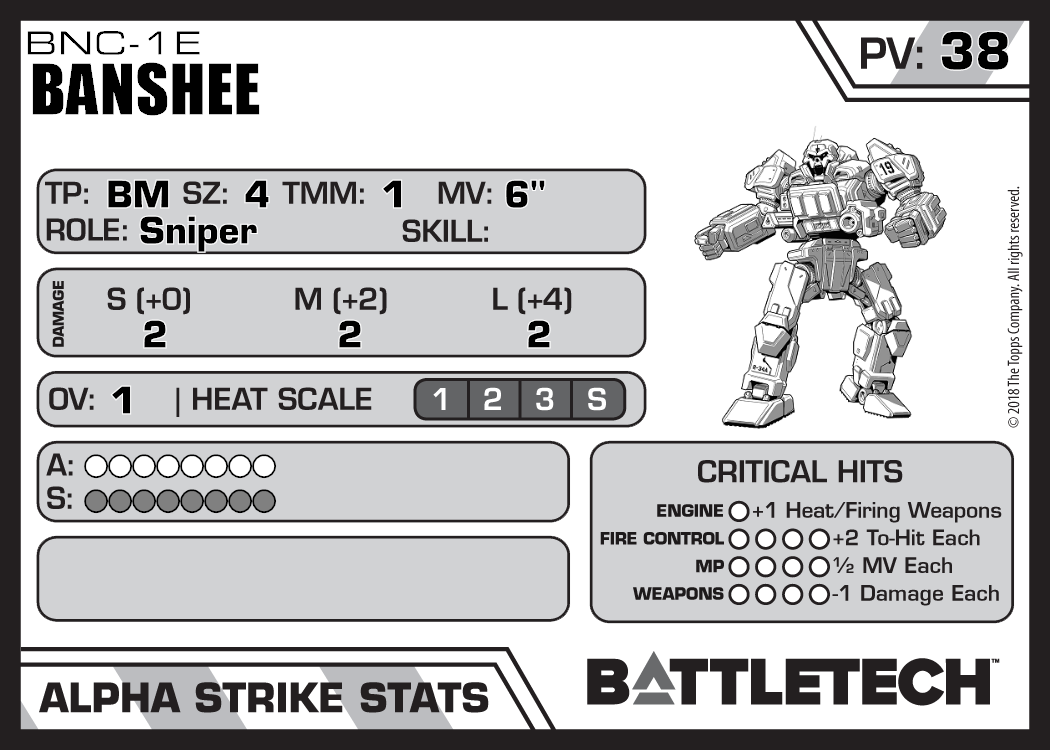 BNC-1E
BANSHEE
PV: 38
TP: BM SZ: 4 TMM: 1 MV: 6"
ROLE: Sniper SKILL:
DAMAGE
S (+0) M (+2) L (+4)
2 2 2
OV: 1 | HEAT SCALE 1 2 3 S
A:
S:
19
© 2018 The Topps Company. All rights reserved.
CRITICAL HITS
ENGINE +1 Heat/Firing Weapons
FIRE CONTROL +2 To-Hit Each
MP ½ MV Each
WEAPONS -1 Damage Each
ALPHA STRIKE STATS
BATTLETECH™